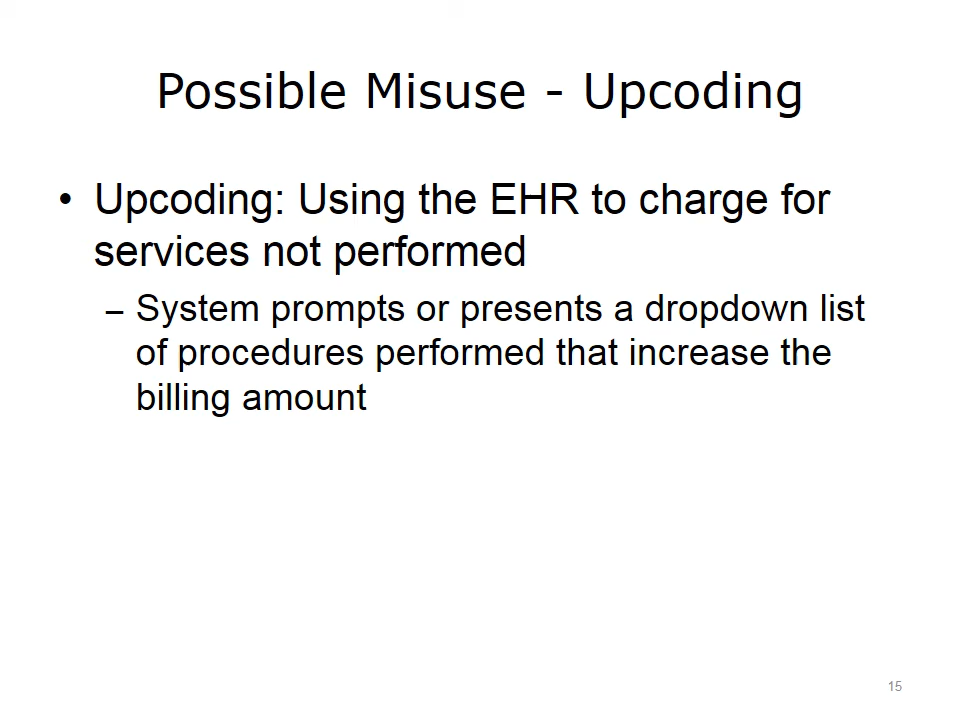 Possible Misuse - Upcoding
• Upcoding: Using the EHR to charge for
services not performed
– System prompts or presents a dropdown list
of procedures performed that increase the
billing amount
15